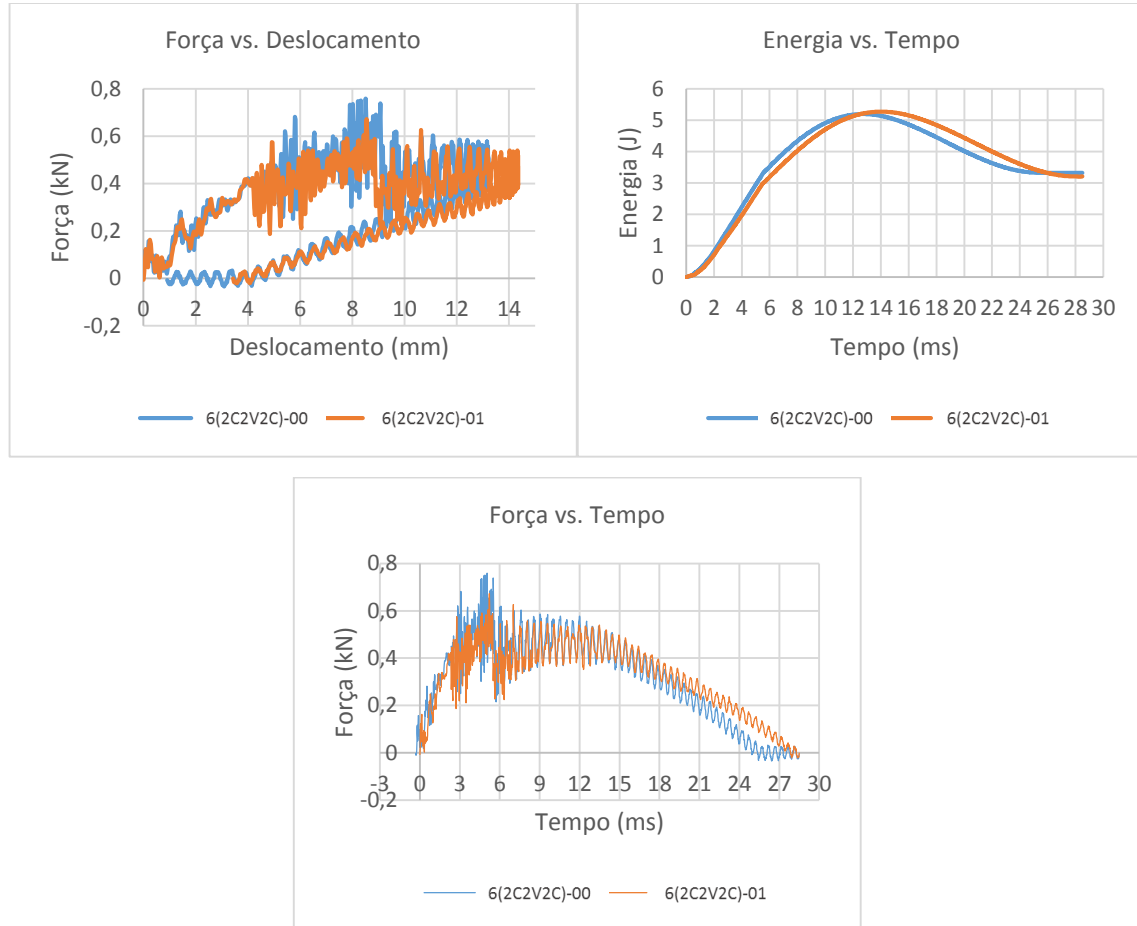 Força vs. Deslocamento
0,8
0,6
0,4
0,2
0
-0,2
0 2 4 6 8 10 12 14
Força (kN)
Deslocamento (mm)
6(2C2V2C)-00 6(2C2V2C)-01
Energia vs. Tempo
6
5
4
3
2
1
0
0 2 4 6 8 10 12 14 16 18 20 22 24 26 28 30
Energia (J)
Tempo (ms)
6(2C2V2C)-00 6(2C2V2C)-01
Força vs. Tempo
0,8
0,6
0,4
0,2
0
-0,2
-3 0 3 6 9 12 15 18 21 24 27 30
Força (kN)
Tempo (ms)
6(2C2V2C)-00 6(2C2V2C)-01